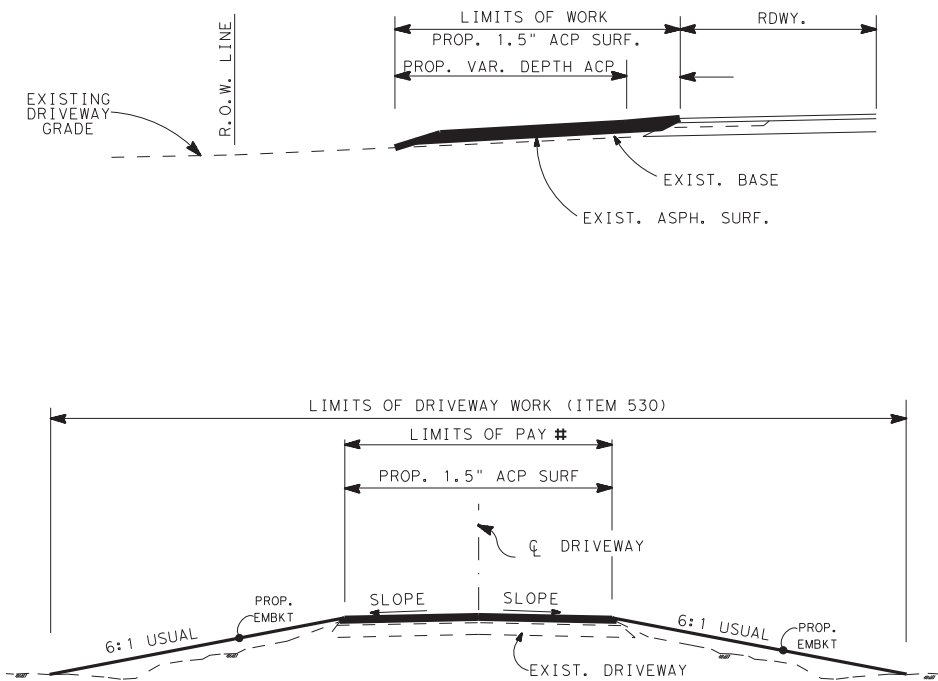 LIMITS OF WORK
RDWY.
PROP. 1.5" ACP SURF.
PROP. VAR. DEPTH ACP
R.O.W. LINE
EXISTING
DRIVEWAY
GRADE
EXIST. BASE
EXIST. ASPH. SURF.
LIMITS OF DRIVEWAY WORK (ITEM 530)
LIMITS OF PAY #
PROP. 1.5" ACP SURF
℄ DRIVEWAY
SLOPE
SLOPE
PROP.
EMBKT
6:1 USUAL
6:1 USUAL
PROP.
EMBKT
EXIST. DRIVEWAY